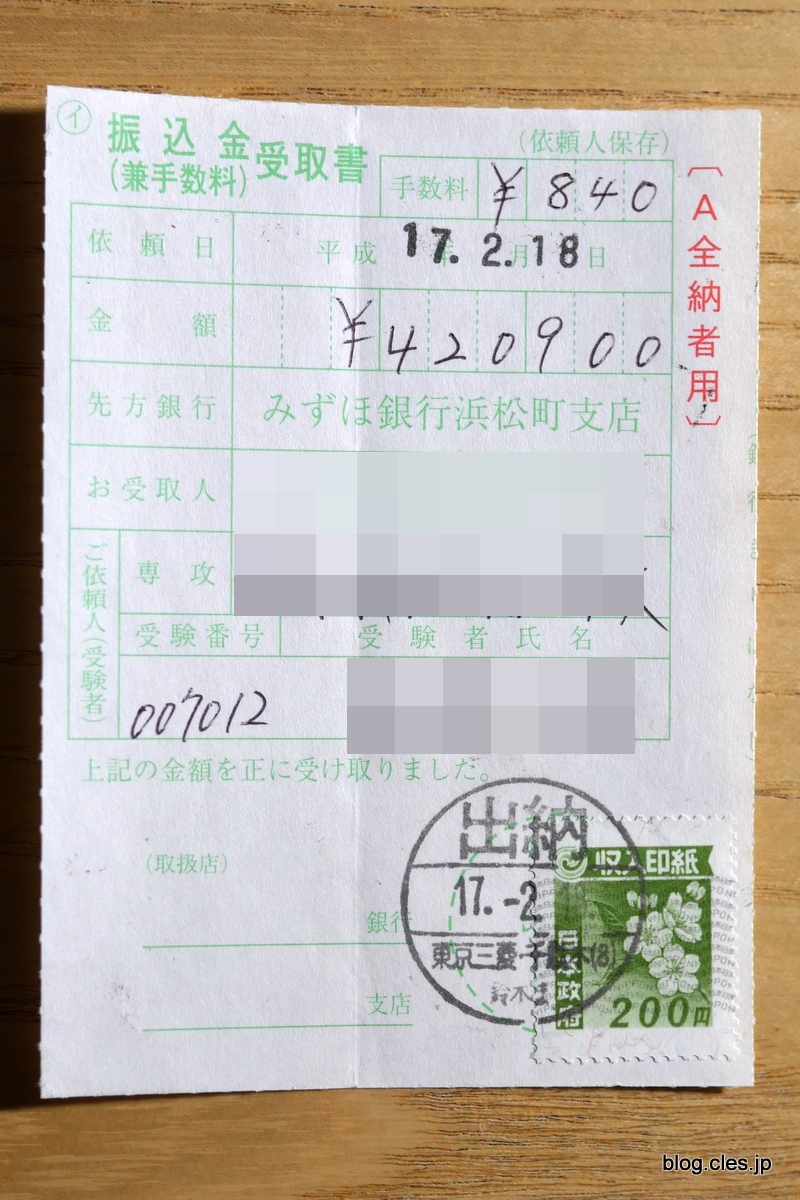 イ 振込金受取書
(兼手数料)
(依頼人保存)
手数料 ¥840
〔A全納者用〕
依頼日 平成 17.2.18 月 日
金額 ¥420900
先方銀行 みずほ銀行浜松町支店
お受取人
ご依頼人(受験者)
専攻
受験番号 受験者氏名
007012
上記の金額を正に受け取りました。
(取扱店)
銀行
支店
出納
17.-2
東京三菱
収入印紙
日本政府
200円
blog.cles.jp